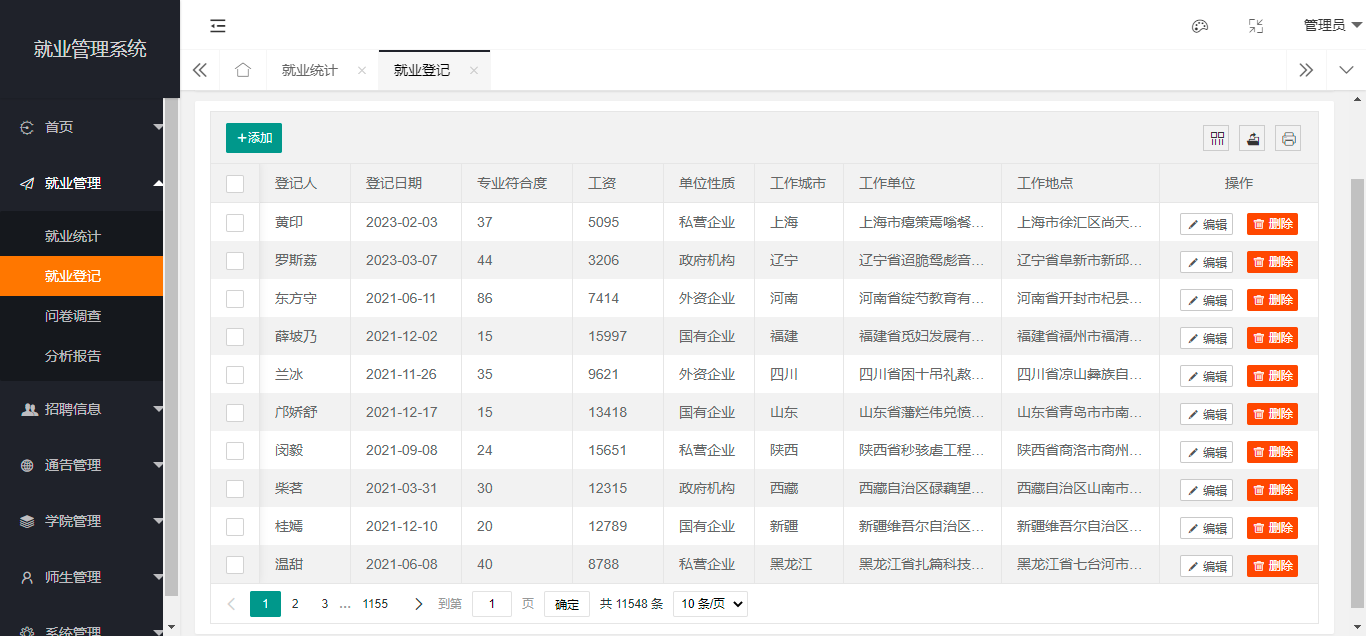 就业管理系统
管理员
就业统计
就业登记
首页
就业管理
就业统计
就业登记
问卷调查
分析报告
招聘信息
通告管理
学院管理
师生管理
系统管理
+添加
登记人 登记日期 专业符合度 工资 单位性质 工作城市 工作单位 工作地点 操作
黄印 2023-02-03 37 5095 私营企业 上海 上海市熺策焉嗡餐... 上海市徐汇区尚天... 编辑 删除
罗斯荔 2023-03-07 44 3206 政府机构 辽宁 辽宁省迢脆鸳彪音... 辽宁省阜新市新邱... 编辑 删除
东方守 2021-06-11 86 7414 外资企业 河南 河南省绽芍教育有... 河南省开封市杞县... 编辑 删除
薛坡乃 2021-12-02 15 15997 国有企业 福建 福建省觅妇发展有... 福建省福州市福清... 编辑 删除
兰冰 2021-11-26 35 9621 外资企业 四川 四川省困十吊礼熬... 四川省凉山彝族自... 编辑 删除
邝娇舒 2021-12-17 15 13418 国有企业 山东 山东省藩烂伟兑愤... 山东省青岛市市南... 编辑 删除
闵毅 2021-09-08 24 15651 私营企业 陕西 陕西省秒骇虐工程... 陕西省商洛市商州... 编辑 删除
柴茗 2021-03-31 30 12315 政府机构 西藏 西藏自治区碌藕望... 西藏自治区山南市... 编辑 删除
桂嫣 2021-12-10 20 12789 国有企业 新疆 新疆维吾尔自治区... 新疆维吾尔自治区... 编辑 删除
温甜 2021-06-08 40 8788 私营企业 黑龙江 黑龙江省扎篇科技... 黑龙江省七台河市... 编辑 删除
1 2 3 ... 1155 到第 1 页 确定 共 11548 条 10 条/页